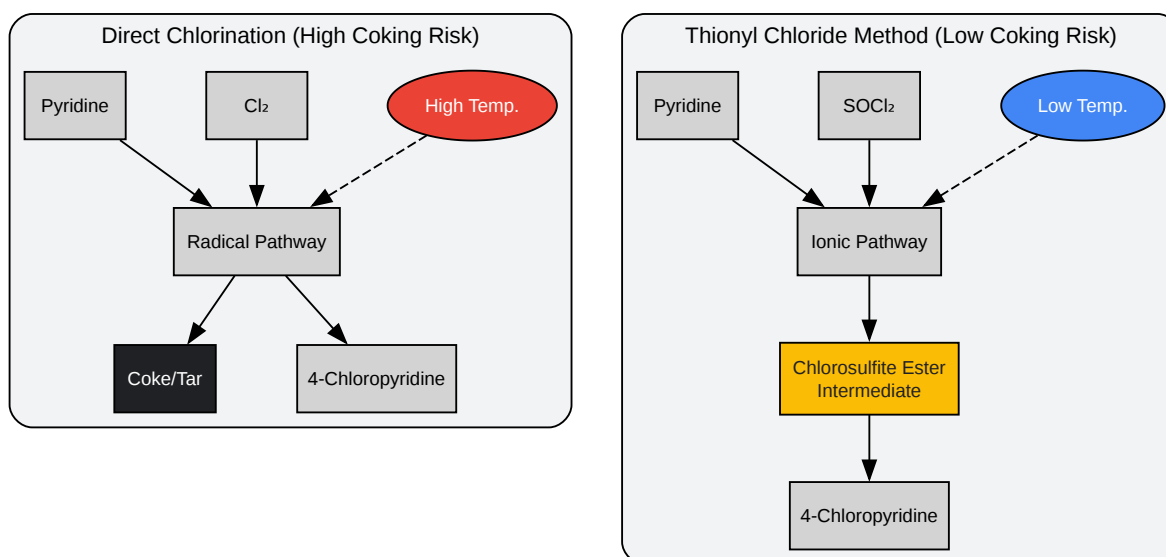 Direct Chlorination (High Coking Risk)
Pyridine
Cl₂
High Temp.
Radical Pathway
Coke/Tar
4-Chloropyridine
Thionyl Chloride Method (Low Coking Risk)
Pyridine
SOCl₂
Low Temp.
Ionic Pathway
Chlorosulfite Ester
Intermediate
4-Chloropyridine